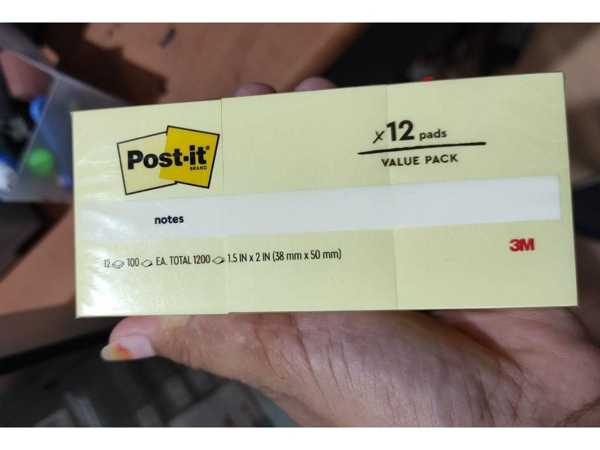 Post-it®
BRAND
x12 pads
VALUE PACK
notes
12 100 EA. TOTAL 1200 1.5 IN x 2 IN (38 mm x 50 mm)
3M